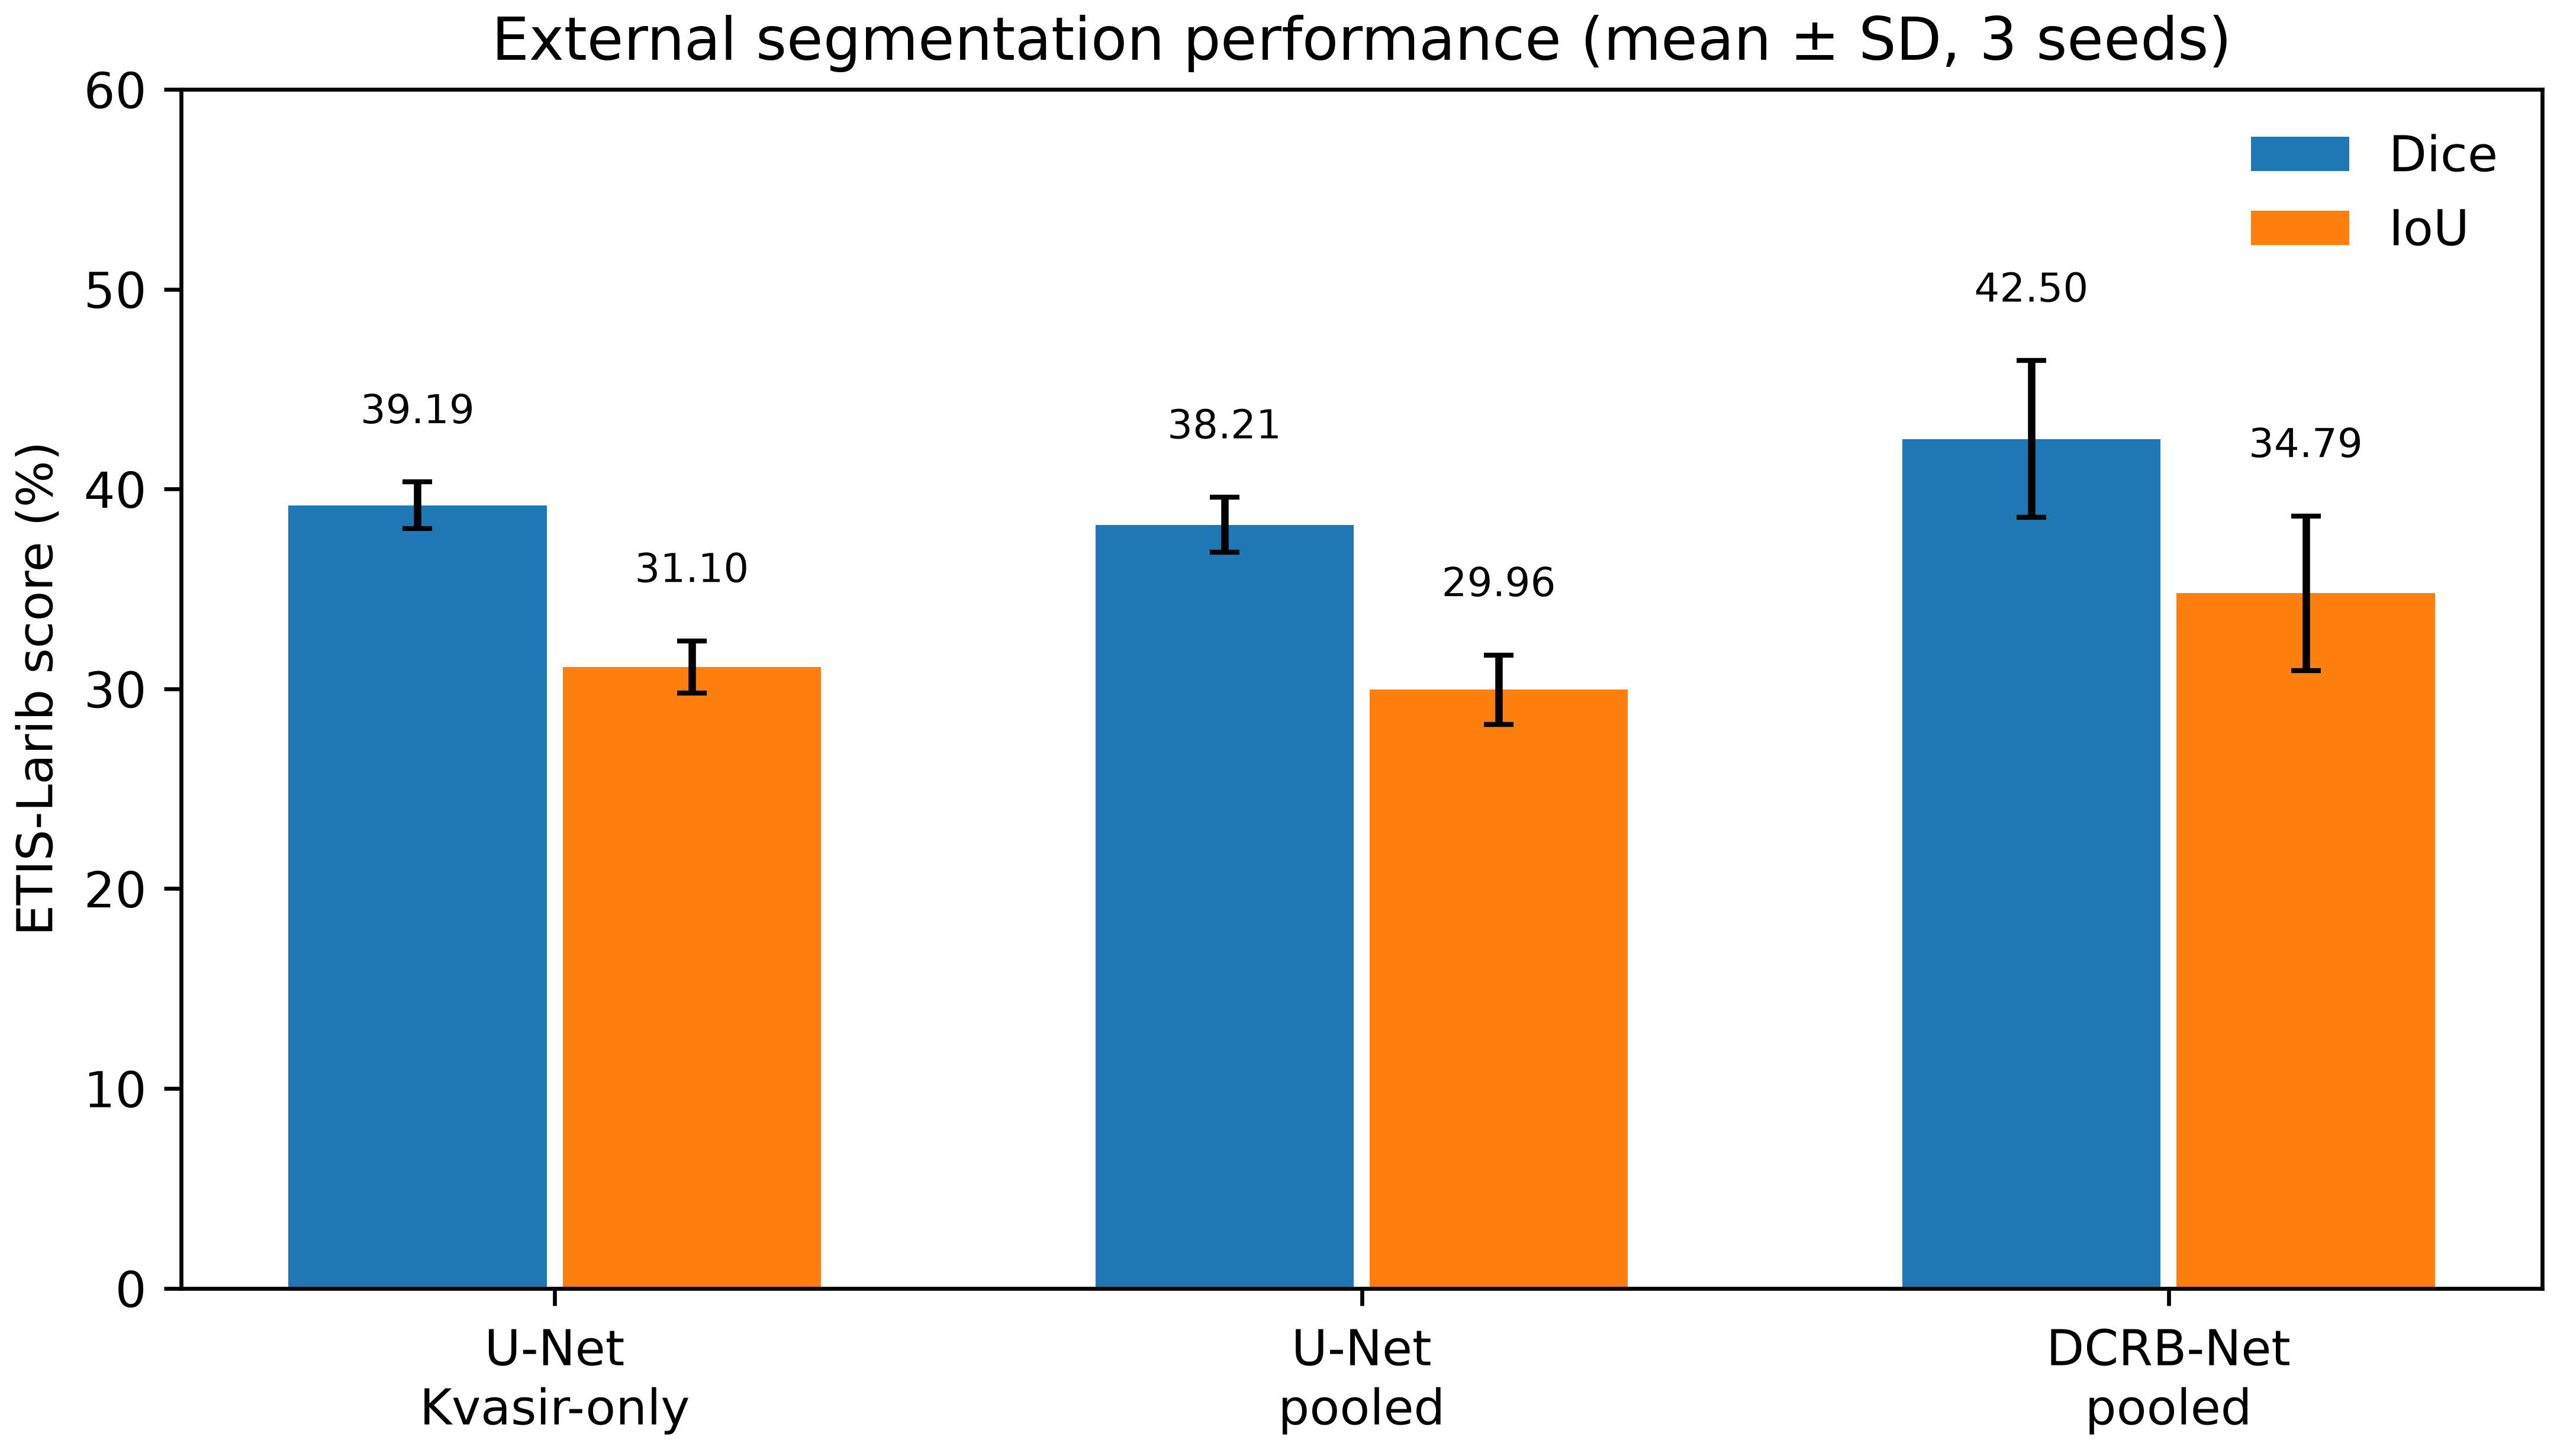 External segmentation performance (mean ± SD, 3 seeds)
ETIS-Larib score (%)
60
50
40
30
20
10
0
Dice
IoU
39.19
31.10
38.21
29.96
42.50
34.79
U-Net
Kvasir-only
U-Net
pooled
DCRB-Net
pooled